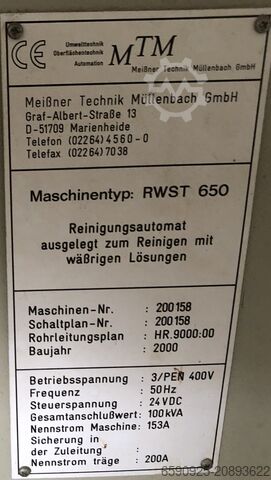 CE
Umwelttechnik
Oberflächentechnik
Automation
MTM
Meißner Technik Müllenbach GmbH
Meißner Technik Müllenbach GmbH
Graf-Albert-Straße 13
D-51709 Marienheide
Telefon (02264) 4560-0
Telefax (02264) 7038
Maschinentyp: RWST 650
Reinigungsautomat
ausgelegt zum Reinigen mit
wäßrigen Lösungen
Maschinen-Nr. : 200158
Schaltplan-Nr. : 200158
Rohrleitungsplan : HR.9000:00
Baujahr : 2000
Betriebsspannung : 3/PEN 400V
Frequenz : 50Hz
Steuerspannung : 24VDC
Gesamtanschlußwert: 100kVA
Nennstrom Maschine: 153A
Sicherung in
der Zuleitung :
Nennstrom träge : 200A
6590923-20893622